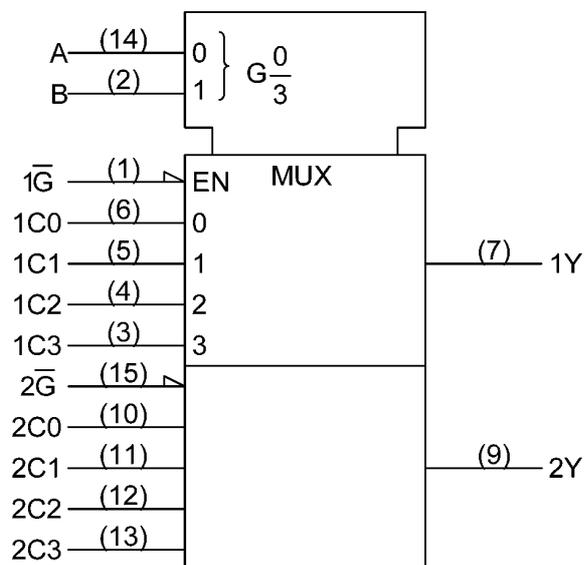 A (14) 0 } G 0/3
B (2) 1
MUX
1G̅ (1) EN
1C0 (6) 0
1C1 (5) 1 (7) 1Y
1C2 (4) 2
1C3 (3) 3
2G̅ (15)
2C0 (10)
2C1 (11) (9) 2Y
2C2 (12)
2C3 (13)